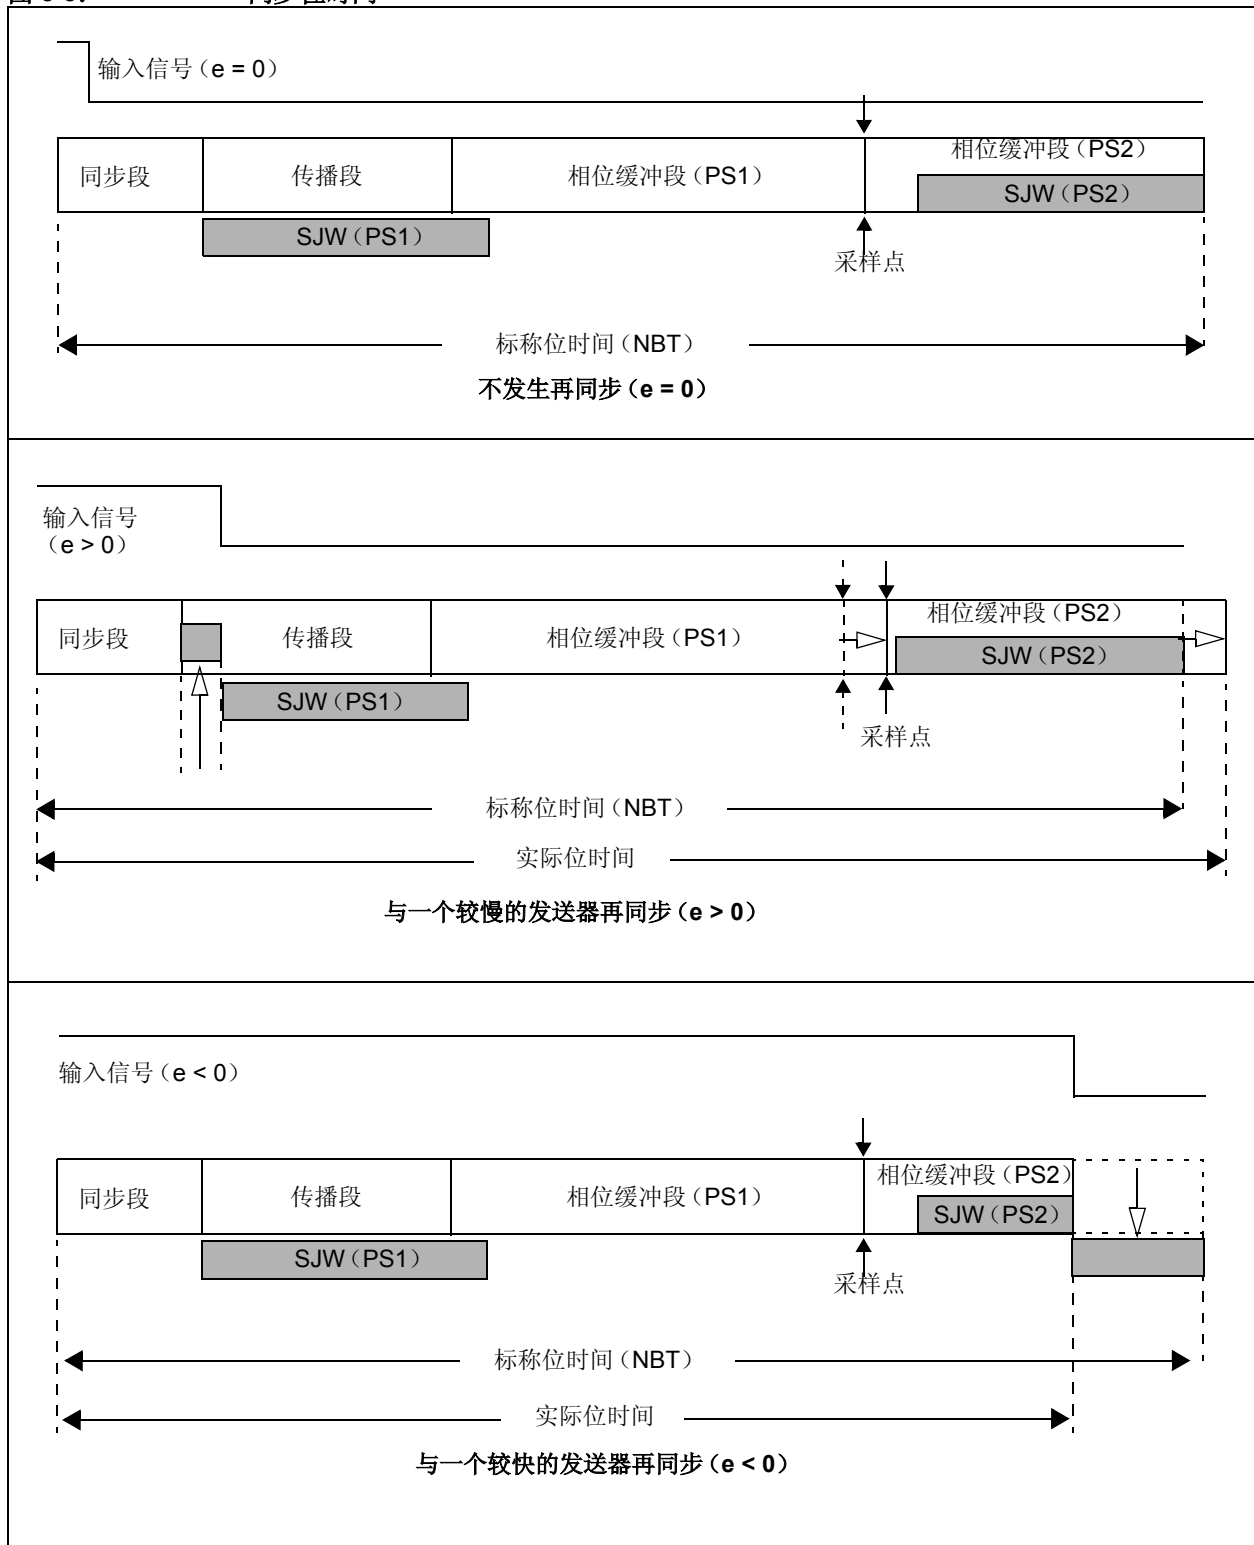 输入信号（e = 0）
同步段
传播段
相位缓冲段（PS1）
相位缓冲段（PS2）
SJW（PS2）
SJW（PS1）
采样点
标称位时间（NBT）
不发生再同步（e = 0）
输入信号
（e > 0）
同步段
传播段
相位缓冲段（PS1）
相位缓冲段（PS2）
SJW（PS2）
SJW（PS1）
采样点
标称位时间（NBT）
实际位时间
与一个较慢的发送器再同步（e > 0）
输入信号（e < 0）
同步段
传播段
相位缓冲段（PS1）
相位缓冲段（PS2）
SJW（PS2）
SJW（PS1）
采样点
标称位时间（NBT）
实际位时间
与一个较快的发送器再同步（e < 0）